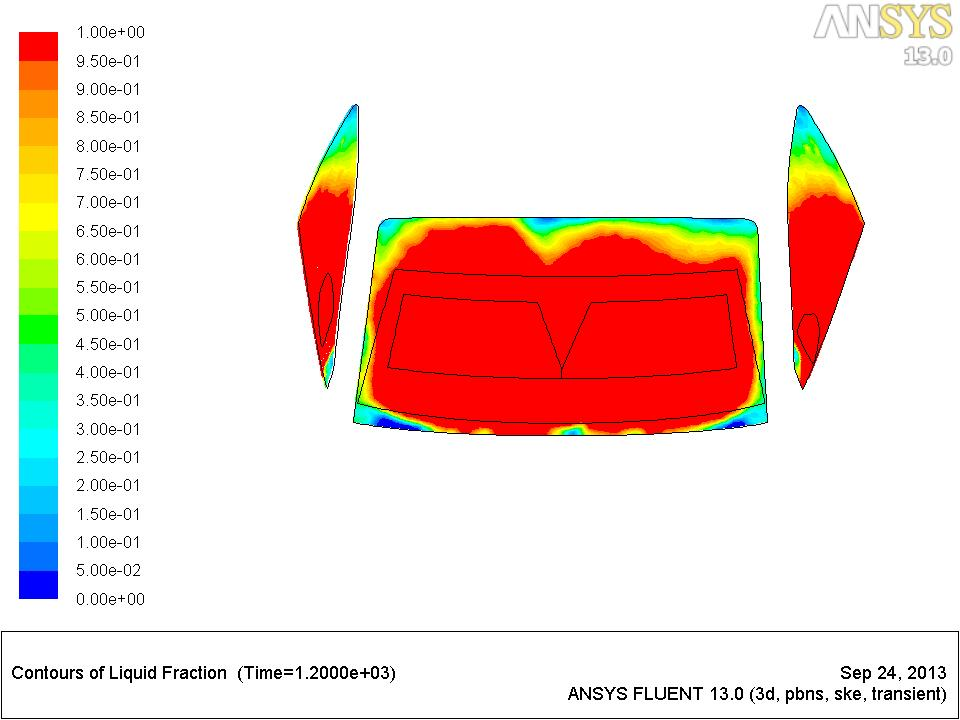 ANSYS
13.0
1.00e+00
9.50e-01
9.00e-01
8.50e-01
8.00e-01
7.50e-01
7.00e-01
6.50e-01
6.00e-01
5.50e-01
5.00e-01
4.50e-01
4.00e-01
3.50e-01
3.00e-01
2.50e-01
2.00e-01
1.50e-01
1.00e-01
5.00e-02
0.00e+00
Contours of Liquid Fraction (Time=1.2000e+03)
Sep 24, 2013
ANSYS FLUENT 13.0 (3d, pbns, ske, transient)